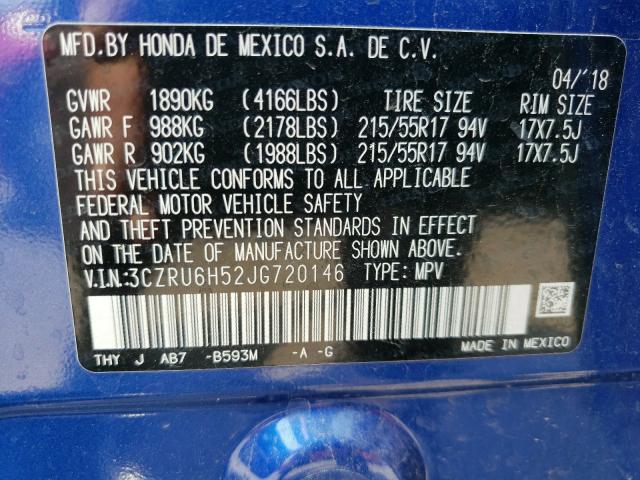 MFD.BY HONDA DE MEXICO S.A. DE C.V.
04/'18
GVWR 1890KG (4166LBS) TIRE SIZE RIM SIZE
GAWR F 988KG (2178LBS) 215/55R17 94V 17X7.5J
GAWR R 902KG (1988LBS) 215/55R17 94V 17X7.5J
THIS VEHICLE CONFORMS TO ALL APPLICABLE
FEDERAL MOTOR VEHICLE SAFETY
AND THEFT PREVENTION STANDARDS IN EFFECT
ON THE DATE OF MANUFACTURE SHOWN ABOVE.
V.I.N.:3CZRU6H52JG720146 TYPE: MPV
THY J AB7 -B593M -A -G MADE IN MEXICO